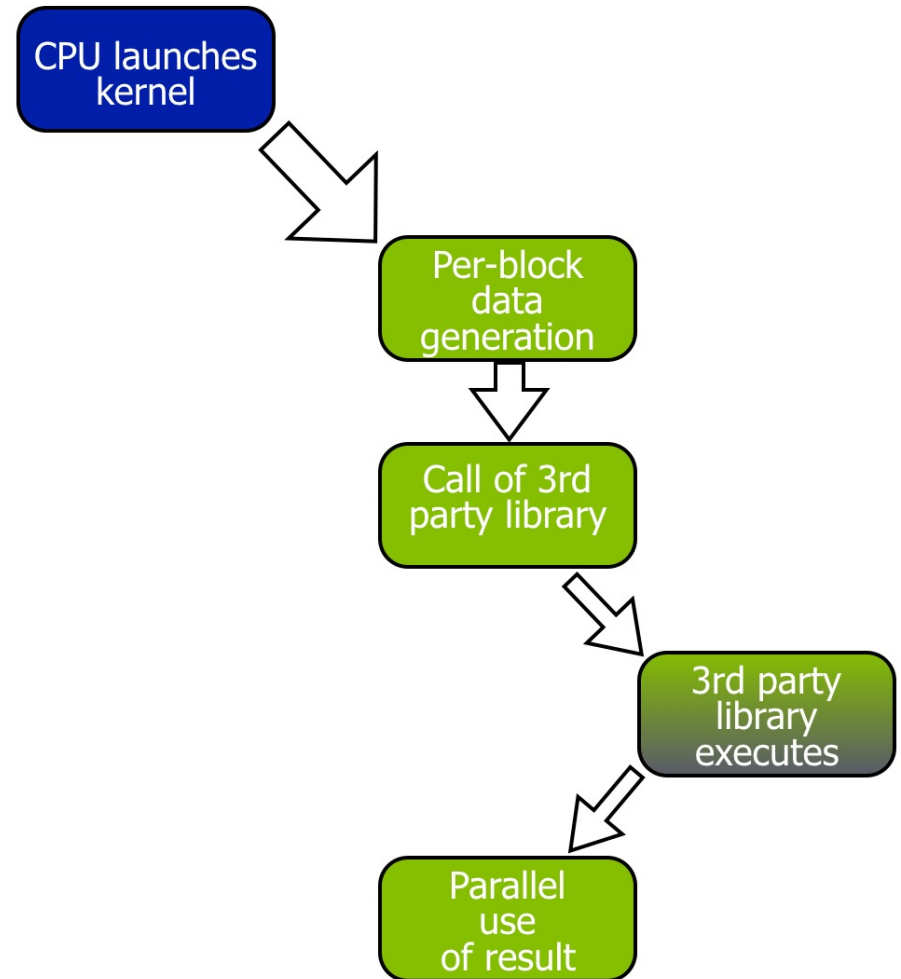 CPU launches
kernel
Per-block
data
generation
Call of 3rd
party library
3rd party
library
executes
Parallel
use
of result